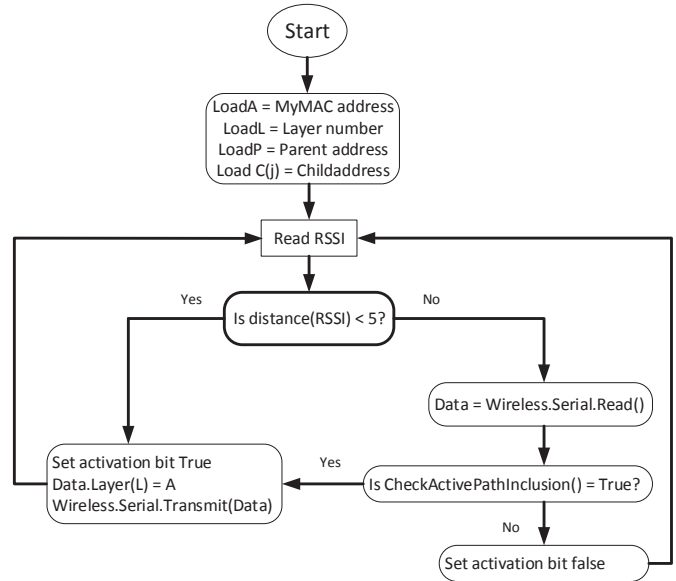 Start
LoadA = MyMAC address
LoadL = Layer number
LoadP = Parent address
Load C(j) = Childaddress
Read RSSI
Yes
No
Is distance(RSSI) < 5?
Data = Wireless.Serial.Read()
Set activation bit True
Data.Layer(L) = A
Wireless.Serial.Transmit(Data)
Yes
Is CheckActivePathInclusion() = True?
No
Set activation bit false